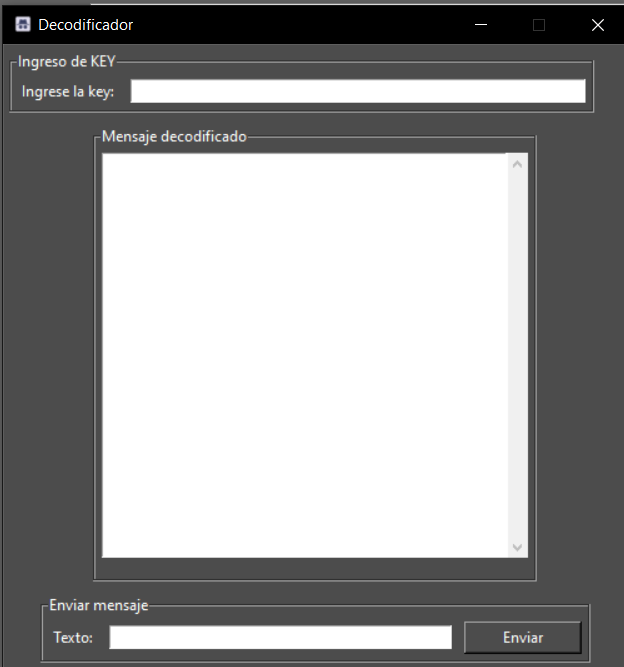 Decodificador
Ingreso de KEY
Ingrese la key:
Mensaje decodificado
Enviar mensaje
Texto:
Enviar